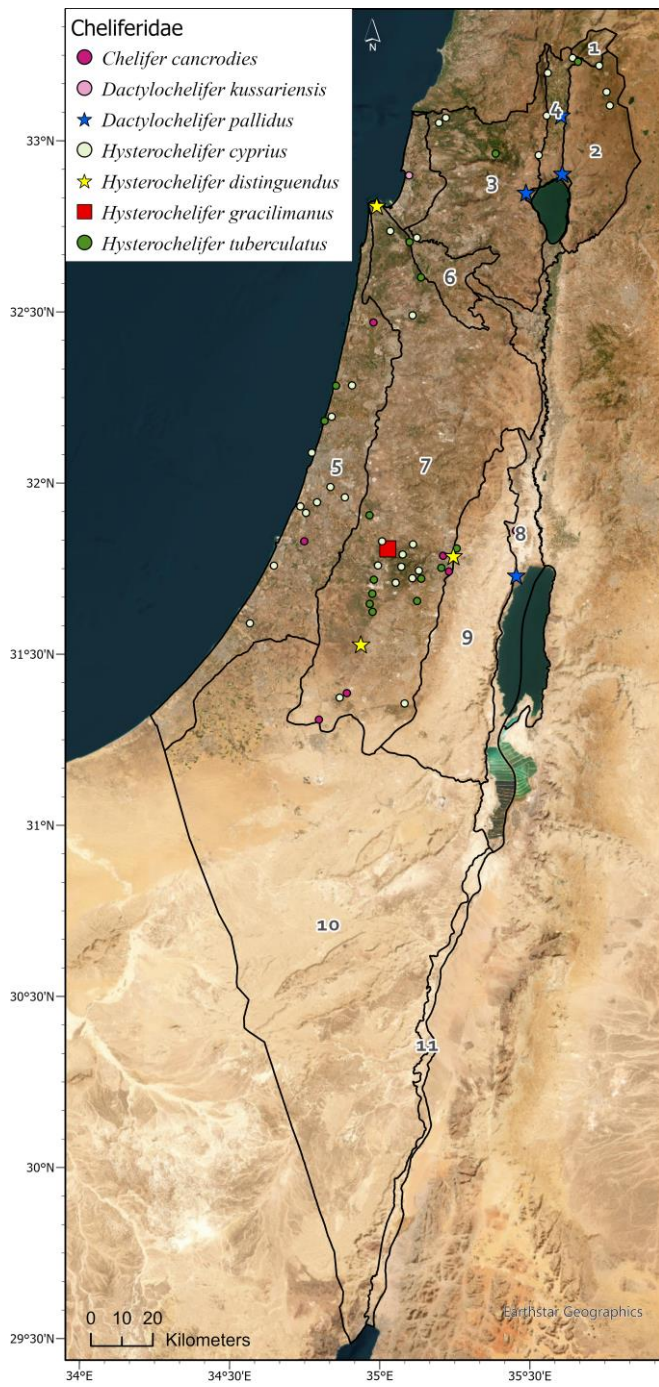 Cheliferidae
Chelifer cancrodies
Dactylochelifer kussariensis
Dactylochelifer pallidus
Hysterochelifer cyprius
Hysterochelifer distinguendus
Hysterochelifer gracilimanus
Hysterochelifer tuberculatus
N
1
33°N
4
2
3
6
32°30'N
5
7
32°N
8
9
31°30'N
31°N
10
30°30'N
11
30°N
Earthstar Geographics
0 10 20
Kilometers
29°30'N
34°E 34°30'E 35°E 35°30'E